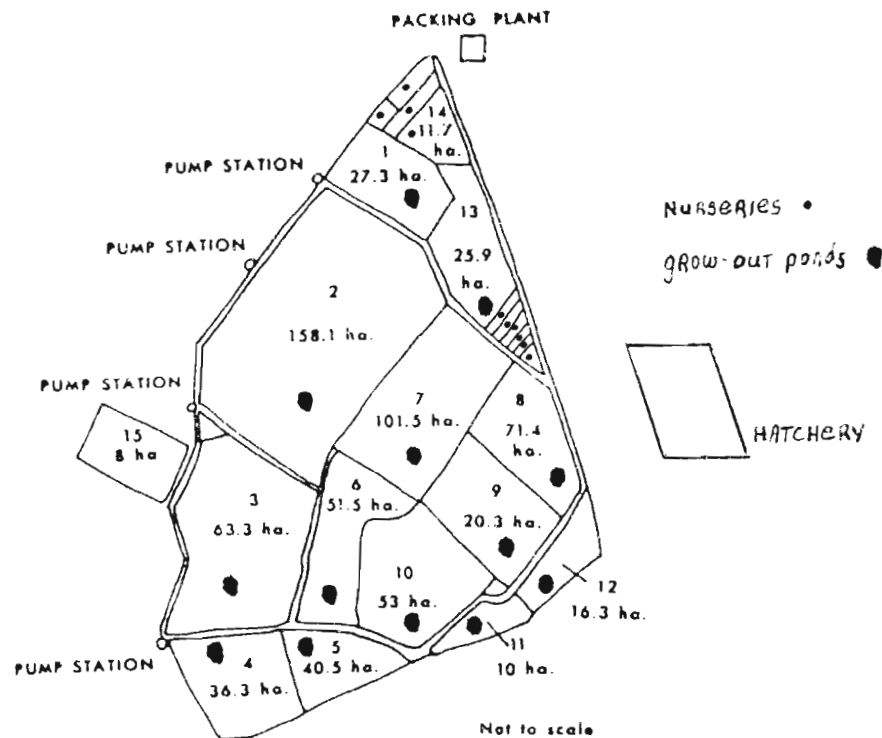 PACKING PLANT
14
11.7
ha.
1
27.3 ha.
PUMP STATION
13
25.9
ha.
NURSERIES
GROW-OUT PONDS
PUMP STATION
2
158.1 ha.
PUMP STATION
15
8 ha
7
101.5 ha.
8
71.4
ha.
HATCHERY
3
63.3 ha.
6
51.5 ha.
9
20.3 ha.
10
53 ha.
12
16.3 ha.
11
10 ha.
PUMP STATION
4
36.3 ha.
5
40.5 ha.
Not to scale